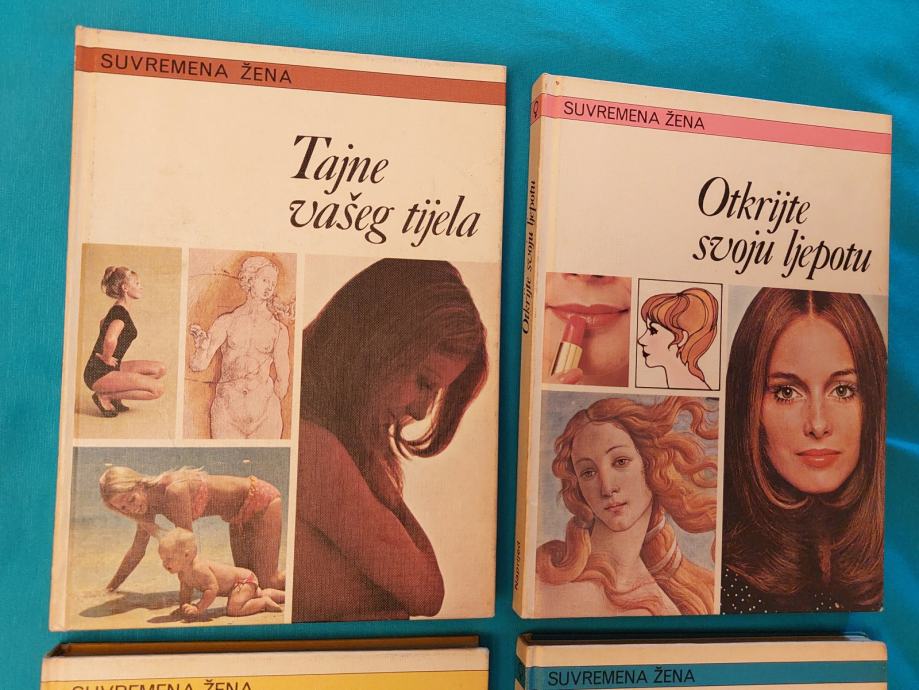 SUVREMENA ŽENA
Tajne
vašeg tijela
SUVREMENA ŽENA
Otkrijte
svoju ljepotu
Otkrijte svoju ljepotu
SUVREMENA ŽENA
SUVREMENA ŽENA